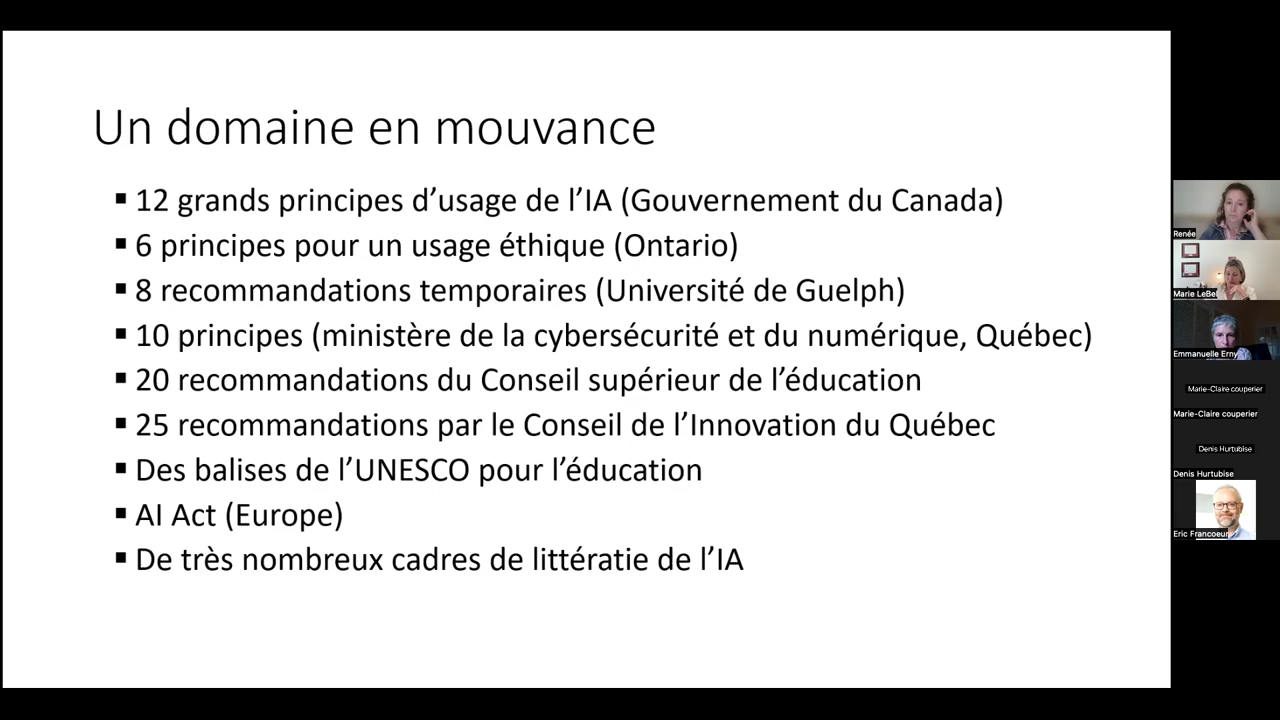 Un domaine en mouvance
▪ 12 grands principes d’usage de l’IA (Gouvernement du Canada)
▪ 6 principes pour un usage éthique (Ontario)
▪ 8 recommandations temporaires (Université de Guelph)
▪ 10 principes (ministère de la cybersécurité et du numérique, Québec)
▪ 20 recommandations du Conseil supérieur de l’éducation
▪ 25 recommandations par le Conseil de l’Innovation du Québec
▪ Des balises de l’UNESCO pour l’éducation
▪ AI Act (Europe)
▪ De très nombreux cadres de littératie de l’IA
Renée
Marie LeBel
Emmanuelle Erny
Marie-Claire couperier
Marie-Claire couperier
Denis Hurtubise
Denis Hurtubise
Eric Francoeur